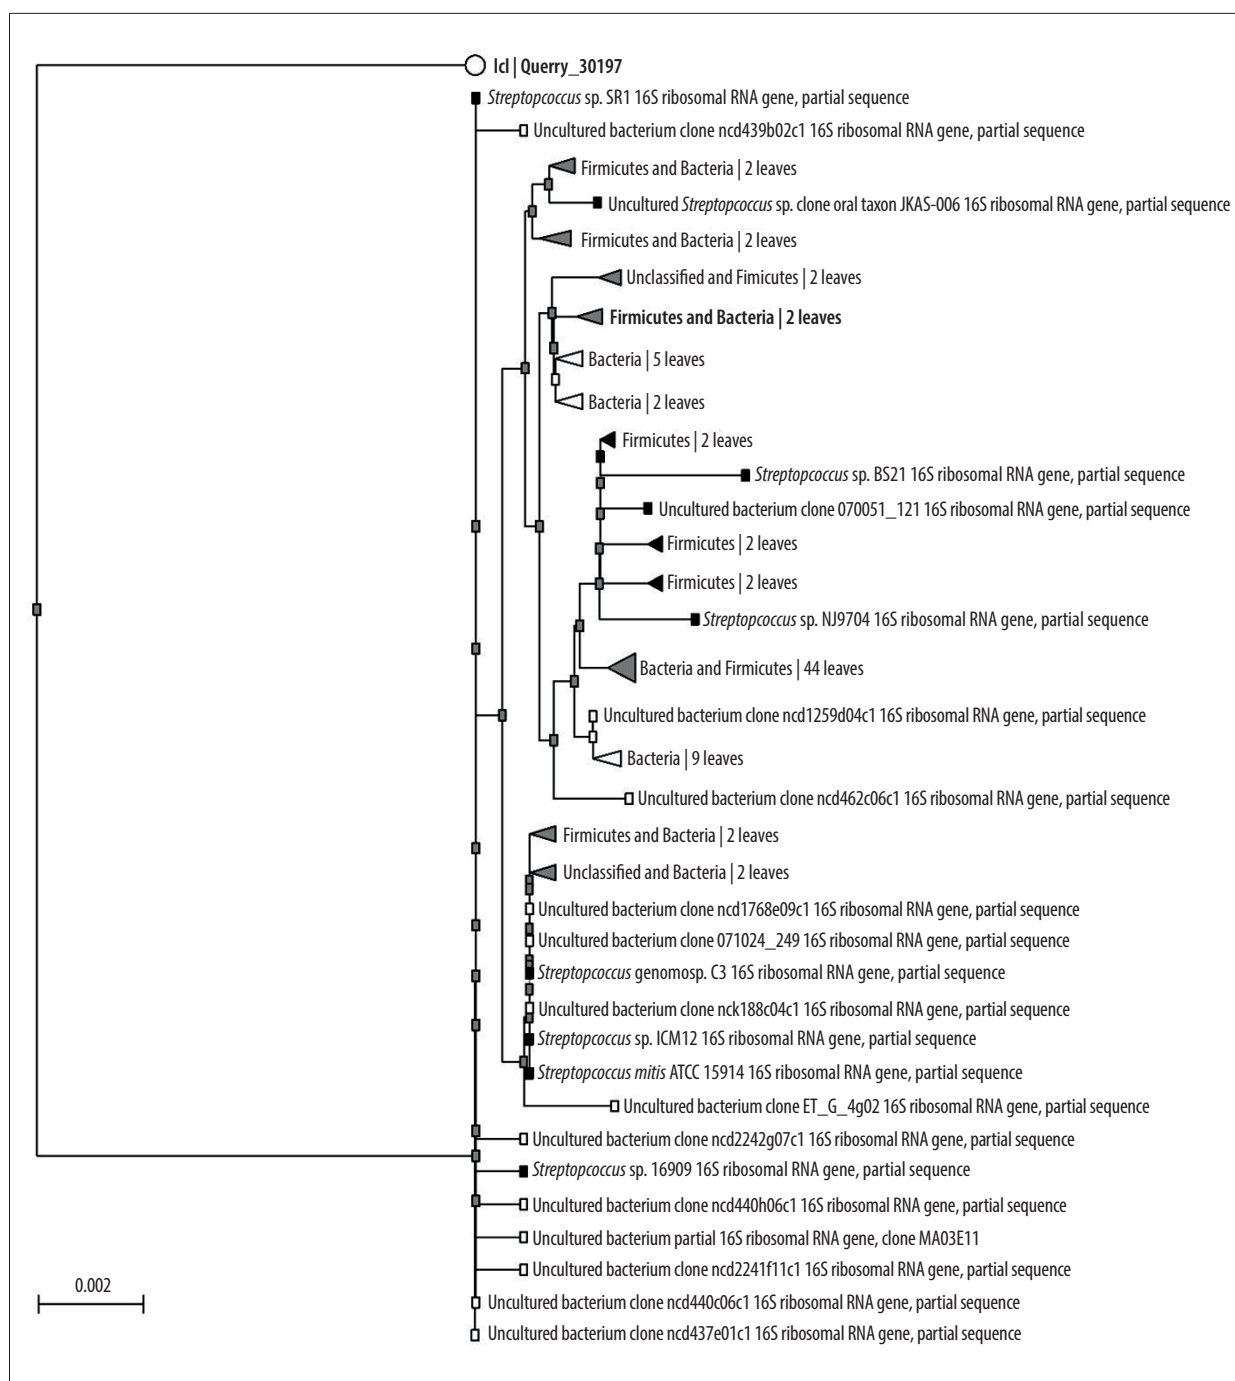 lcl | Querry_30197
Streptopcoccus sp. SR1 16S ribosomal RNA gene, partial sequence
Uncultured bacterium clone ncd439b02c1 16S ribosomal RNA gene, partial sequence
Firmicutes and Bacteria | 2 leaves
Uncultured Streptopcoccus sp. clone oral taxon JKAS-006 16S ribosomal RNA gene, partial sequence
Firmicutes and Bacteria | 2 leaves
Unclassified and Fimicutes | 2 leaves
Firmicutes and Bacteria | 2 leaves
Bacteria | 5 leaves
Bacteria | 2 leaves
Firmicutes | 2 leaves
Streptopcoccus sp. BS21 16S ribosomal RNA gene, partial sequence
Uncultured bacterium clone 070051_121 16S ribosomal RNA gene, partial sequence
Firmicutes | 2 leaves
Firmicutes | 2 leaves
Streptopcoccus sp. NJ9704 16S ribosomal RNA gene, partial sequence
Bacteria and Firmicutes | 44 leaves
Uncultured bacterium clone ncd1259d04c1 16S ribosomal RNA gene, partial sequence
Bacteria | 9 leaves
Uncultured bacterium clone ncd462c06c1 16S ribosomal RNA gene, partial sequence
Firmicutes and Bacteria | 2 leaves
Unclassified and Bacteria | 2 leaves
Uncultured bacterium clone ncd1768e09c1 16S ribosomal RNA gene, partial sequence
Uncultured bacterium clone 071024_249 16S ribosomal RNA gene, partial sequence
Streptopcoccus genomosp. C3 16S ribosomal RNA gene, partial sequence
Uncultured bacterium clone nck188c04c1 16S ribosomal RNA gene, partial sequence
Streptopcoccus sp. ICM12 16S ribosomal RNA gene, partial sequence
Streptopcoccus mitis ATCC 15914 16S ribosomal RNA gene, partial sequence
Uncultured bacterium clone ET_G_4g02 16S ribosomal RNA gene, partial sequence
Uncultured bacterium clone ncd2242g07c1 16S ribosomal RNA gene, partial sequence
Streptopcoccus sp. 16909 16S ribosomal RNA gene, partial sequence
Uncultured bacterium clone ncd440h06c1 16S ribosomal RNA gene, partial sequence
Uncultured bacterium partial 16S ribosomal RNA gene, clone MA03E11
Uncultured bacterium clone ncd2241f11c1 16S ribosomal RNA gene, partial sequence
0.002
Uncultured bacterium clone ncd440c06c1 16S ribosomal RNA gene, partial sequence
Uncultured bacterium clone ncd437e01c1 16S ribosomal RNA gene, partial sequence